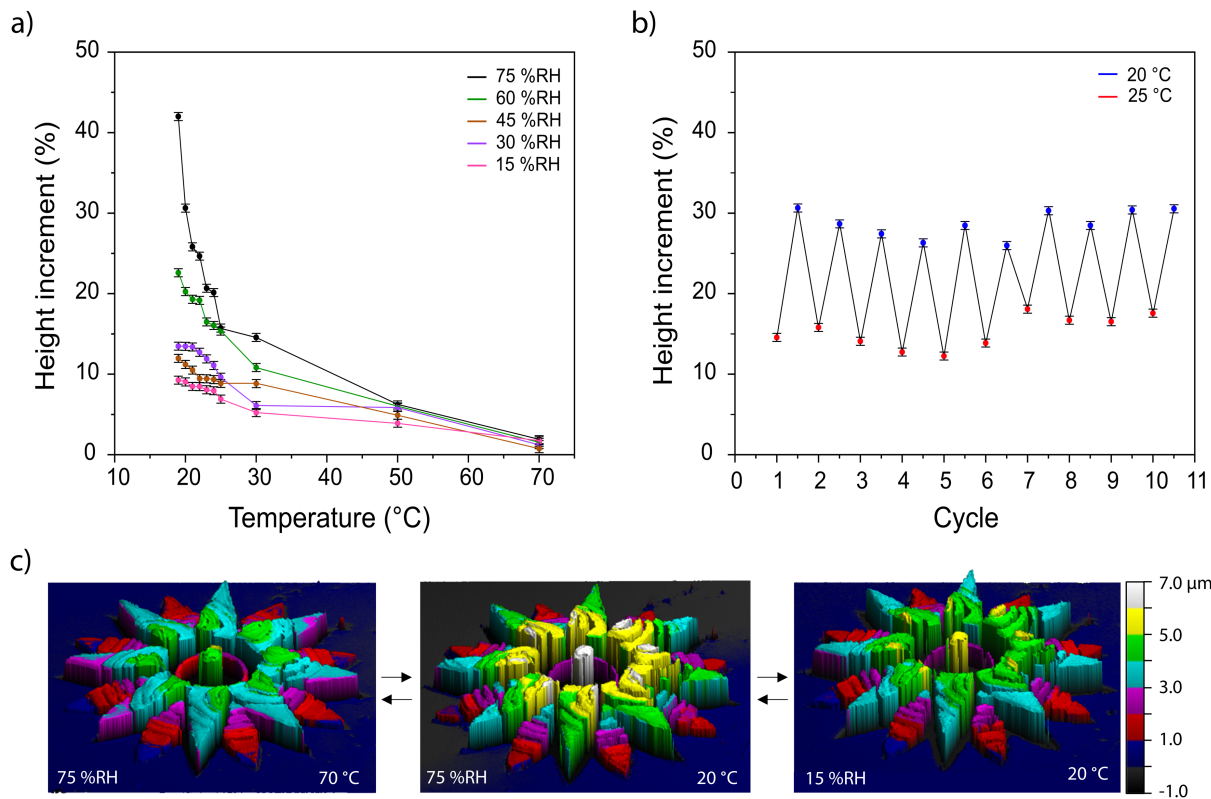 a)
50
40
30
20
10
0
Height increment (%)
75 %RH
60 %RH
45 %RH
30 %RH
15 %RH
10 20 30 40 50 60 70
Temperature (°C)
b)
50
40
30
20
10
0
Height increment (%)
20 °C
25 °C
0 1 2 3 4 5 6 7 8 9 10 11
Cycle
c)
75 %RH 70 °C
75 %RH 20 °C
15 %RH 20 °C
7.0 µm
5.0
3.0
1.0
-1.0